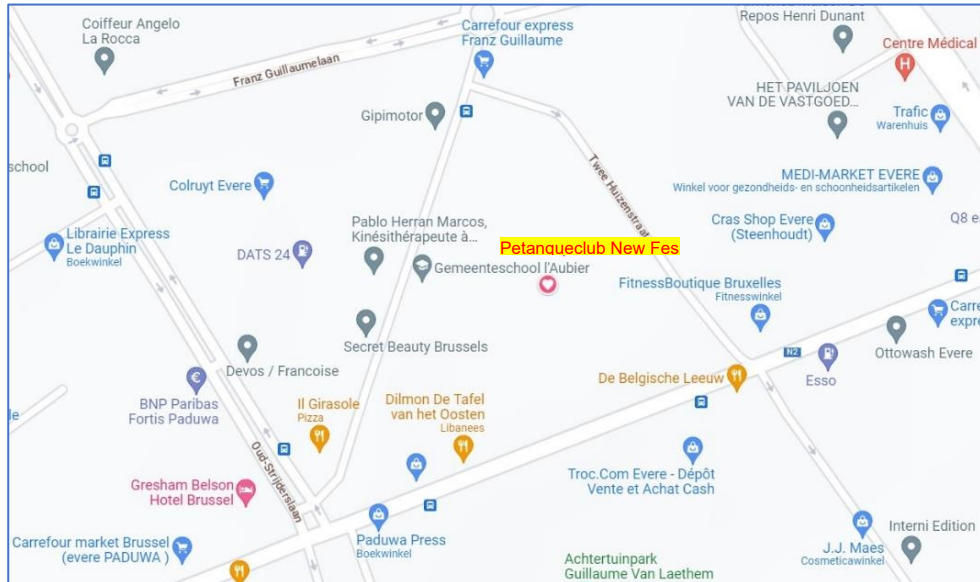 Repos Henri Dunant
Coiffeur Angelo
La Rocca
Carrefour express
Franz Guillaume
Centre Médical
Franz Guillaumelaan
HET PAVILJOEN
VAN DE VASTGOED...
Gipimotor
Trafic
Warenhuis
school
Colruyt Evere
Twee Huizenstraat
MEDI-MARKET EVERE
Winkel voor gezondheids- en schoonheidsartikelen
Pablo Herran Marcos,
Kinésithérapeute à...
Cras Shop Evere
(Steenhoudt)
Q8
Librairie Express
Le Dauphin
Boekwinkel
DATS 24
Petanqueclub New Fes
Gemeenteschool l'Aubier
FitnessBoutique Bruxelles
Fitnesswinkel
Carre
expre
Secret Beauty Brussels
N2
Ottowash Evere
Devos / Francoise
De Belgische Leeuw
Esso
BNP Paribas
Fortis Paduwa
Il Girasole
Pizza
Dilmon De Tafel
van het Oosten
Libanees
Oud-Strijderslaan
Troc.Com Evere - Dépôt
Vente et Achat Cash
Gresham Belson
Hotel Brussel
Carrefour market Brussel
(evere PADUWA )
Paduwa Press
Boekwinkel
Interni Edition
J.J. Maes
Cosmeticawinkel
Achtertuinpark
Guillaume Van Laethem